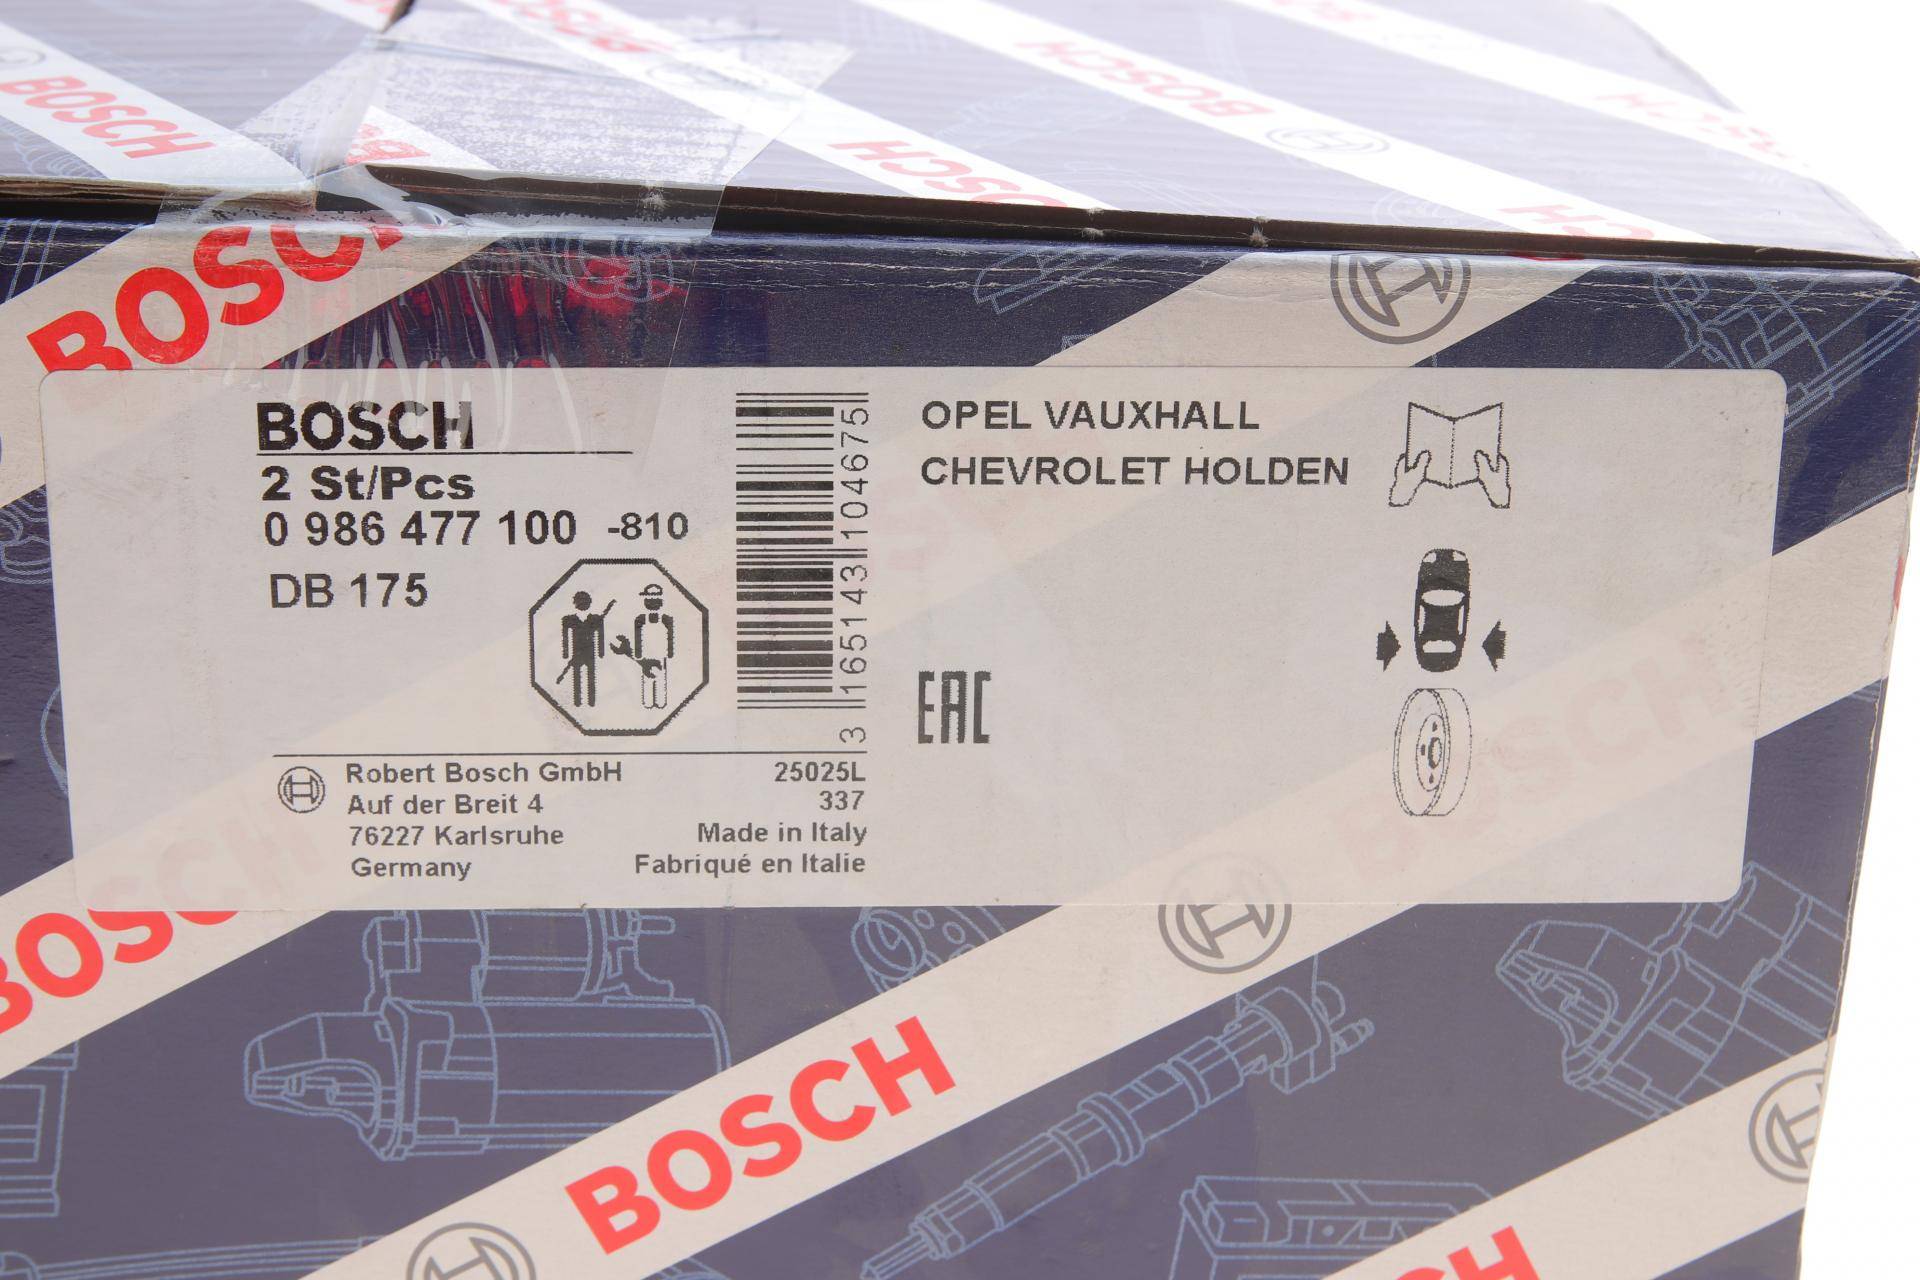 BOSCH
BOSCH
BOSCH
BOSCH
BOSCH
BOSCH
2 St/Pcs
0 986 477 100 -810
DB 175
3 165143 104675
OPEL VAUXHALL
CHEVROLET HOLDEN
EAC
Robert Bosch GmbH
Auf der Breit 4
76227 Karlsruhe
Germany
25025L
337
Made in Italy
Fabriqué en Italie
BOSCH
BOSCH